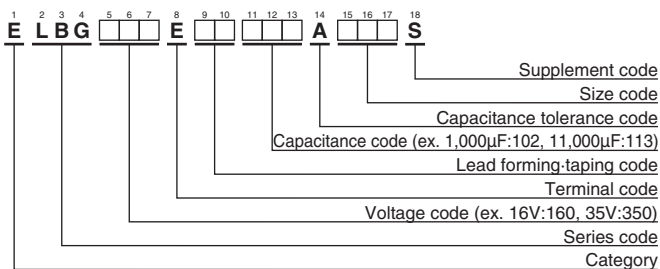 1 2 3 4 5 6 7 8 9 10 11 12 13 14 15 16 17 18
E L B G E A S
Supplement code
Size code
Capacitance tolerance code
Capacitance code (ex. 1,000μF:102, 11,000μF:113)
Lead forming·taping code
Terminal code
Voltage code (ex. 16V:160, 35V:350)
Series code
Category